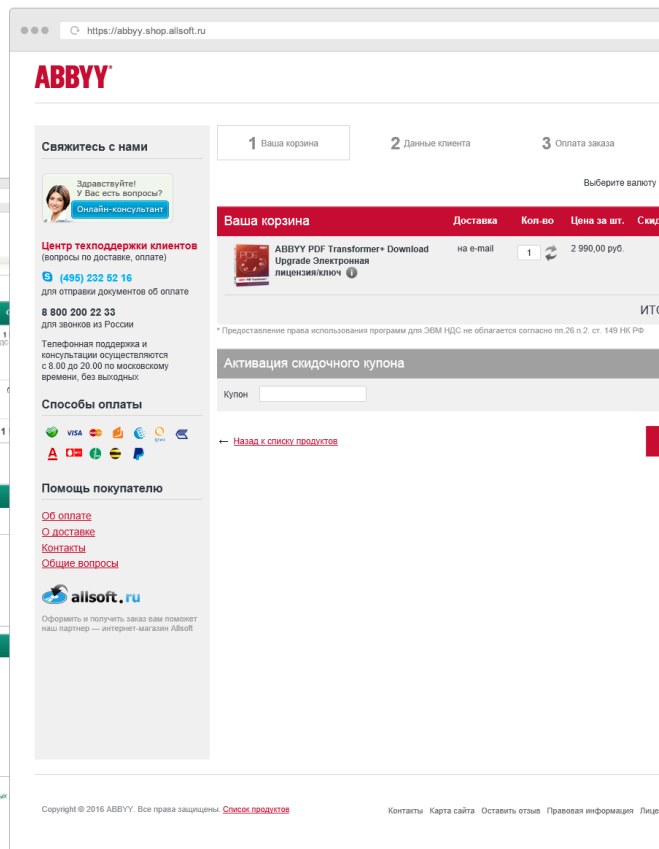 https://abbyy.shop.allsoft.ru
ABBYY
Свяжитесь с нами
Здравствуйте!
У Вас есть вопросы?
Онлайн-консультант
Центр техподдержки клиентов
(вопросы по доставке, оплате)
(495) 232 52 16
для отправки документов об оплате
8 800 200 22 33
для звонков из России
Телефонная поддержка и
консультации осуществляются
с 8.00 до 20.00 по московскому
времени, без выходных
Способы оплаты
VISA
Помощь покупателю
Об оплате
О доставке
Контакты
Общие вопросы
allsoft.ru
Оформить и получить заказ вам поможет
наш партнер — интернет-магазин Allsoft
1 Ваша корзина 2 Данные клиента 3 Оплата заказа
Выберите валюту
Ваша корзина Доставка Кол-во Цена за шт. Скид
PDF
ABBYY PDF Transformer+ Download
Upgrade Электронная
лицензия/ключ
на e-mail 1 2 990,00 руб.
ИТО
* Предоставление права использования программ для ЭВМ НДС не облагается согласно пп.26 п.2. ст. 149 НК РФ
Активация скидочного купона
Купон
← Назад к списку продуктов
Copyright © 2016 ABBYY. Все права защищены. Список продуктов
Контакты Карта сайта Оставить отзыв Правовая информация Лице